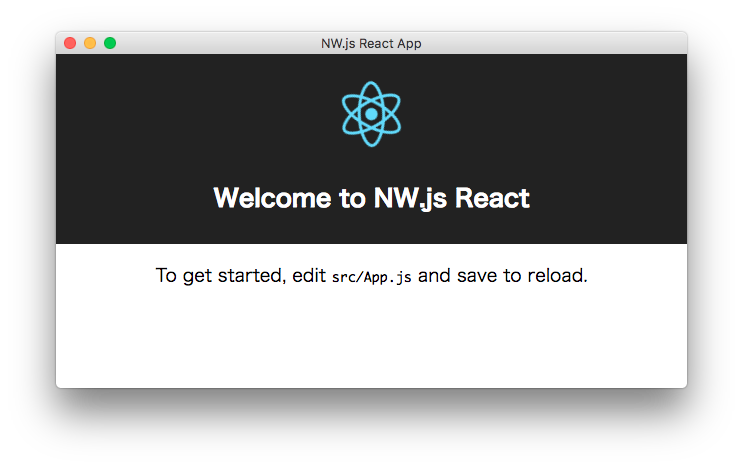 NW.js React App
Welcome to NW.js React
To get started, edit src/App.js and save to reload.